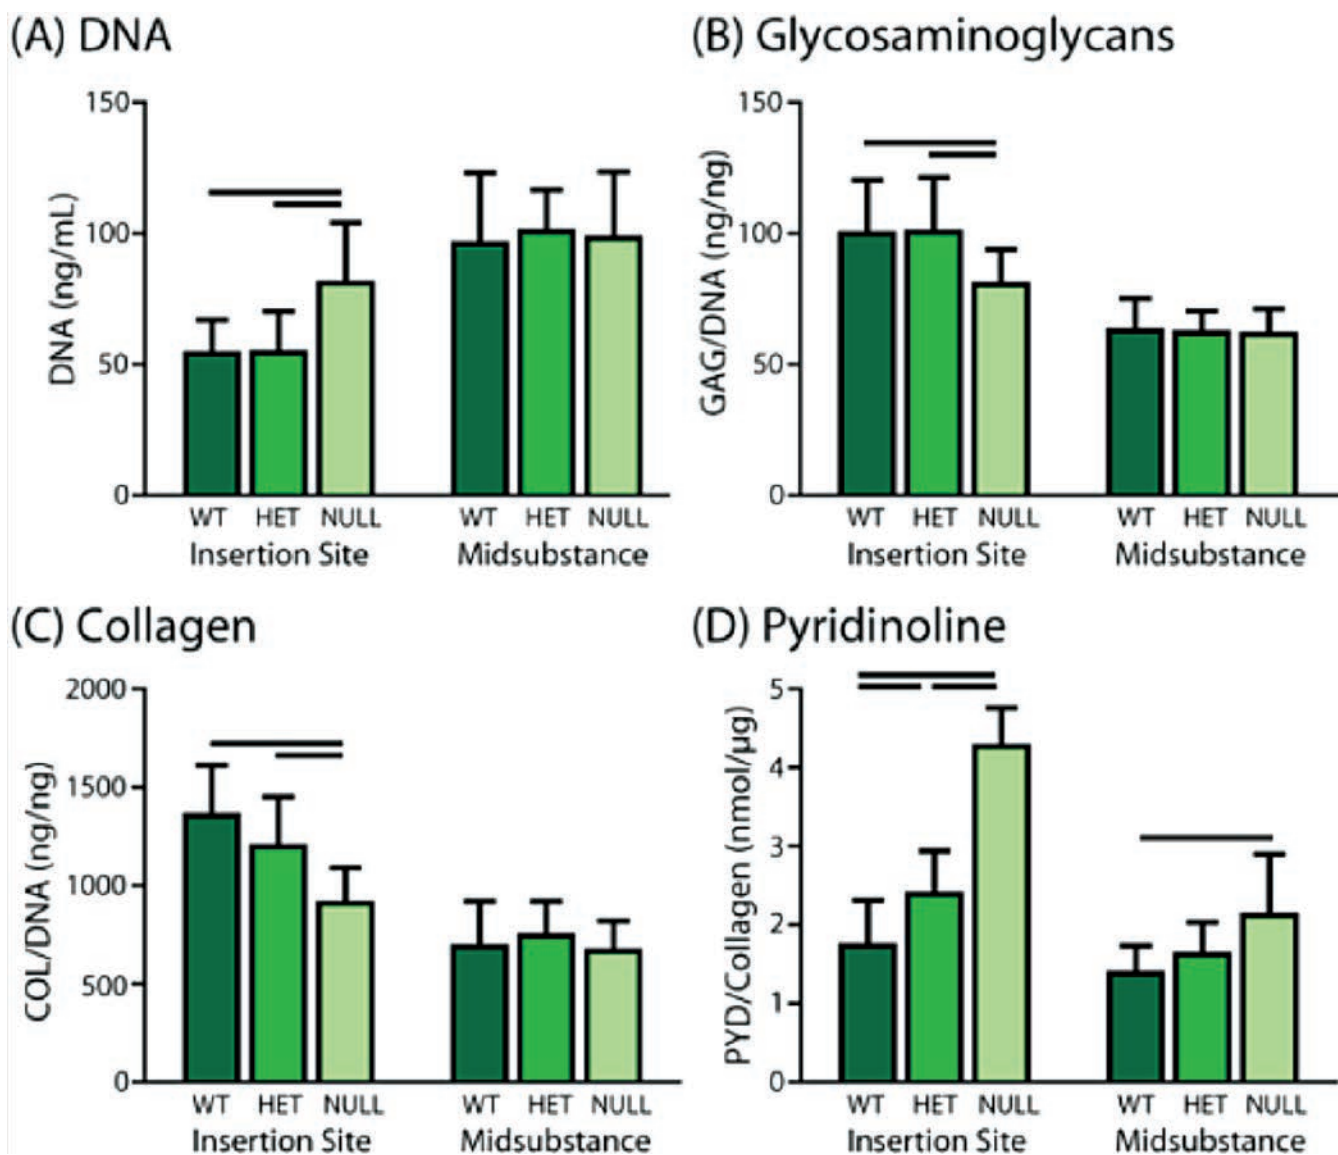 (A) DNA
DNA (ng/mL)
150
100
50
0
WT HET NULL WT HET NULL
Insertion Site Midsubstance
(B) Glycosaminoglycans
GAG/DNA (ng/ng)
150
100
50
0
WT HET NULL WT HET NULL
Insertion Site Midsubstance
(C) Collagen
COL/DNA (ng/ng)
2000
1500
1000
500
0
WT HET NULL WT HET NULL
Insertion Site Midsubstance
(D) Pyridinoline
PYD/Collagen (nmol/µg)
5
4
3
2
1
0
WT HET NULL WT HET NULL
Insertion Site Midsubstance